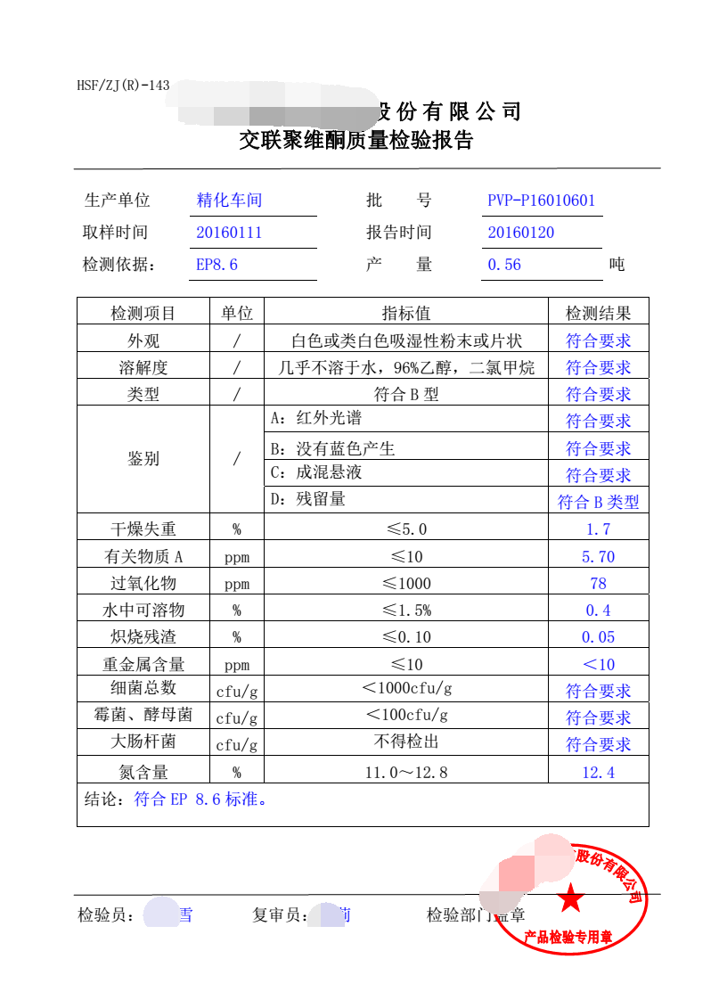 HSF/ZJ(R)-143
股份有限公司
交联聚维酮质量检验报告
生产单位 精化车间 批 号 PVP-P16010601
取样时间 20160111 报告时间 20160120
检测依据： EP8.6 产 量 0.56 吨
检测项目 单位 指标值 检测结果
外观 / 白色或类白色吸湿性粉末或片状 符合要求
溶解度 / 几乎不溶于水，96%乙醇，二氯甲烷 符合要求
类型 / 符合 B 型 符合要求
鉴别 / A：红外光谱 符合要求
B：没有蓝色产生 符合要求
C：成混悬液 符合要求
D：残留量 符合 B 类型
干燥失重 % ≤5.0 1.7
有关物质 A ppm ≤10 5.70
过氧化物 ppm ≤1000 78
水中可溶物 % ≤1.5% 0.4
炽烧残渣 % ≤0.10 0.05
重金属含量 ppm ≤10 ＜10
细菌总数 cfu/g ＜1000cfu/g 符合要求
霉菌、酵母菌 cfu/g ＜100cfu/g 符合要求
大肠杆菌 cfu/g 不得检出 符合要求
氮含量 % 11.0～12.8 12.4
结论：符合 EP 8.6 标准。
股份有限公司
检验员： 雪 复审员： 莉 检验部门盖章
产品检验专用章